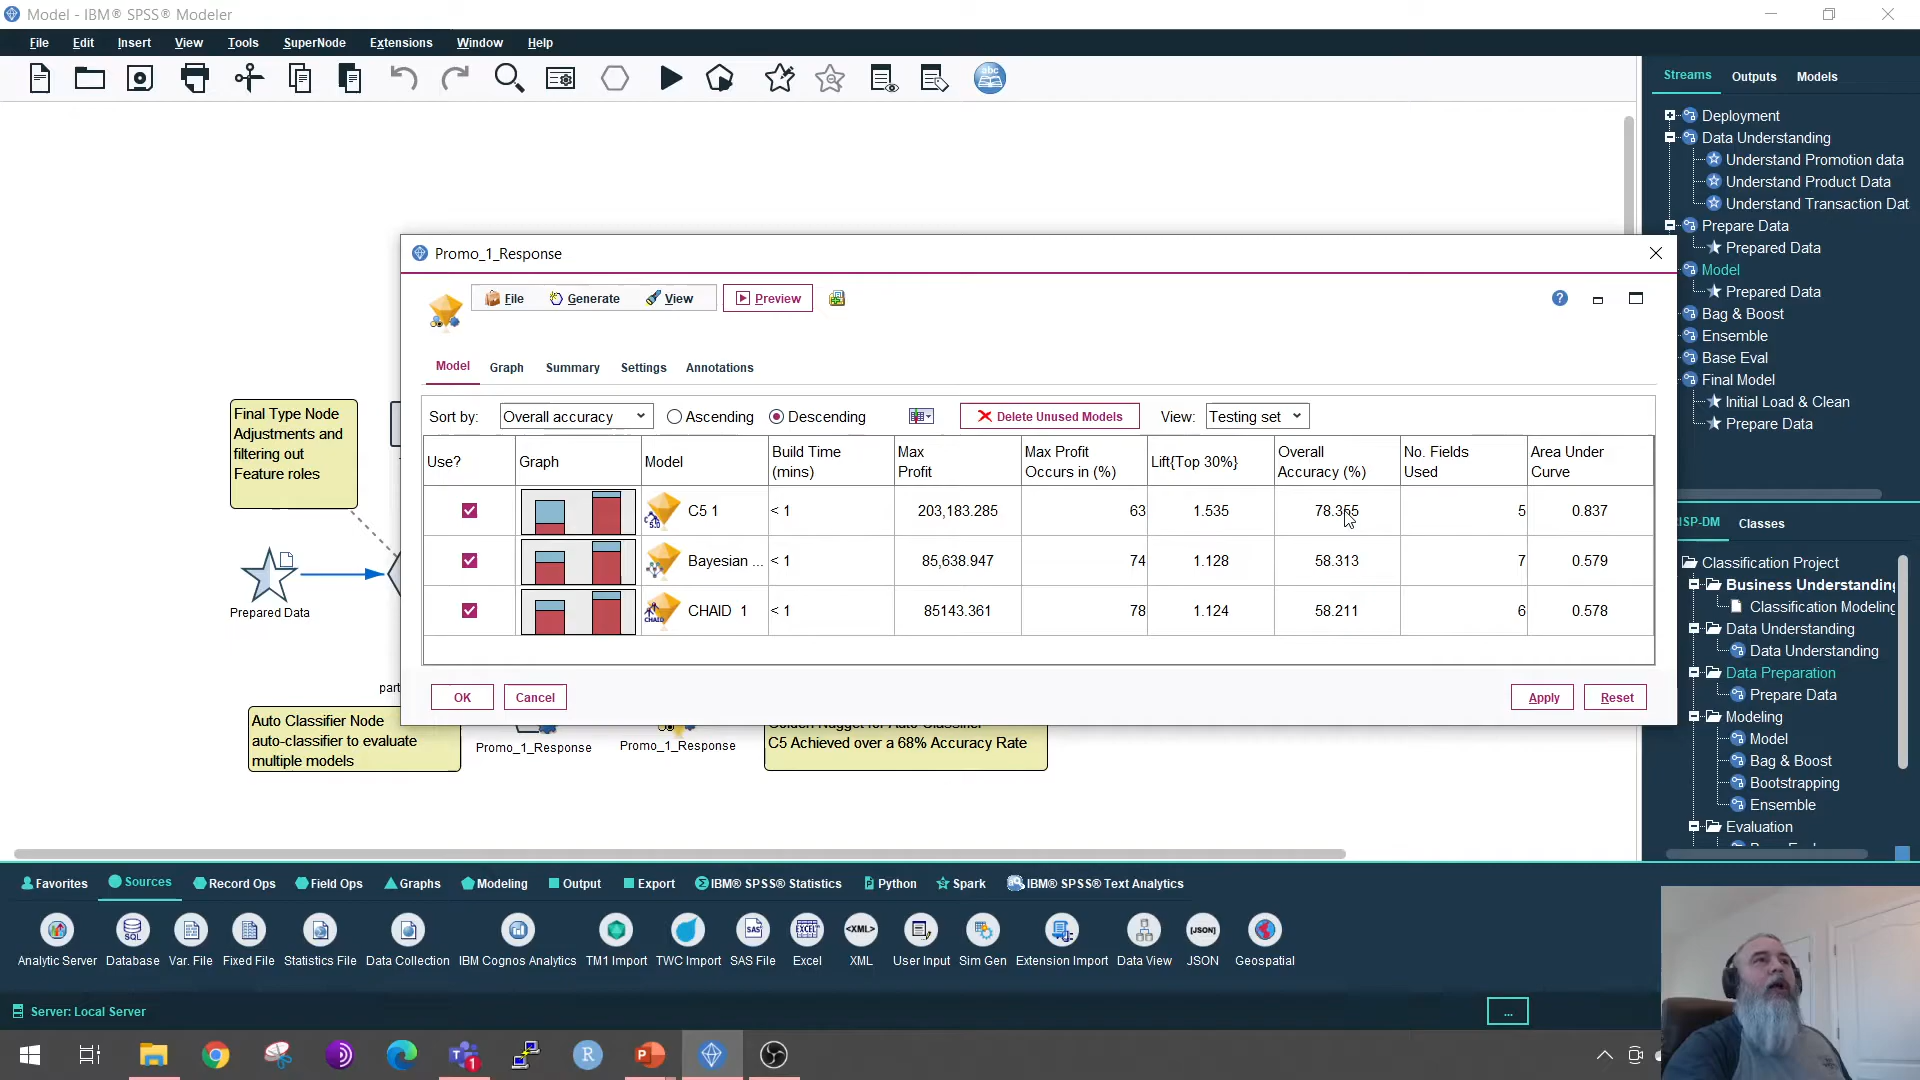 Model - IBM® SPSS® Modeler
File Edit Insert View Tools SuperNode Extensions Window Help
abc
Streams Outputs Models
Deployment
Data Understanding
Understand Promotion data
Understand Product Data
Understand Transaction Dat
Prepare Data
Prepared Data
Model
Prepared Data
Bag & Boost
Ensemble
Base Eval
Final Model
Initial Load & Clean
Prepared Data
Final Type Node
Adjustments and
filtering out
Feature roles
Prepared Data
part
Auto Classifier Node
auto-classifier to evaluate
multiple models
Promo_1_Response
Promo_1_Response
Golden Nugget for Auto Classifier
C5 Achieved over a 68% Accuracy Rate
Promo_1_Response
File Generate View Preview
Model Graph Summary Settings Annotations
Sort by: Overall accuracy Ascending Descending Delete Unused Models View: Testing set
Use? Graph Model Build Time (mins) Max Profit Max Profit Occurs in (%) Lift{Top 30%} Overall Accuracy (%) No. Fields Used Area Under Curve
C5 1 < 1 203,183.285 63 1.535 78.365 5 0.837
Bayesian ... < 1 85,638.947 74 1.128 58.313 7 0.579
CHAID 1 < 1 85143.361 78 1.124 58.211 6 0.578
OK Cancel Apply Reset
ISP-DM Classes
Classification Project
Business Understanding
Classification Modeling
Data Understanding
Data Understanding
Data Preparation
Prepare Data
Modeling
Model
Bag & Boost
Bootstrapping
Ensemble
Evaluation
Favorites Sources Record Ops Field Ops Graphs Modeling Output Export IBM® SPSS® Statistics Python Spark IBM® SPSS® Text Analytics
Analytic Server Database Var. File Fixed File Statistics File Data Collection IBM Cognos Analytics TM1 Import TWC Import SAS File Excel XML User Input Sim Gen Extension Import Data View JSON Geospatial
Server: Local Server
...